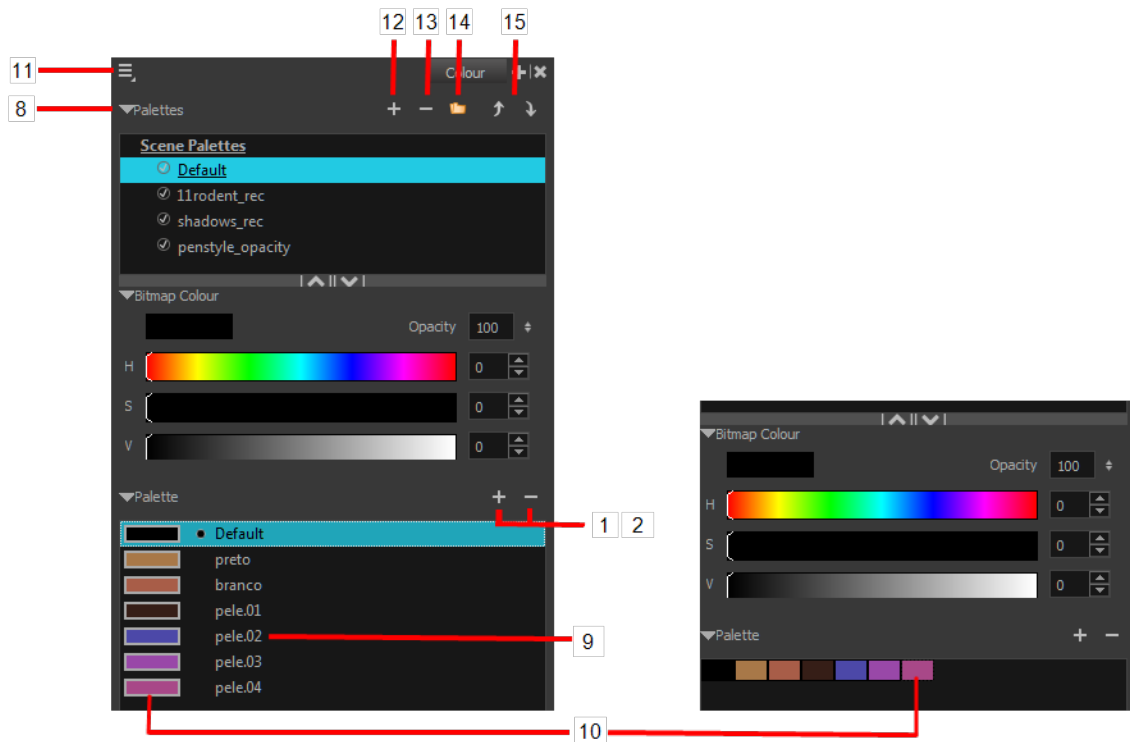 12 13 14 15
11
Colour
8
Palettes
Scene Palettes
Default
11rodent_rec
shadows_rec
penstyle_opacity
Bitmap Colour
Opacity 100
H 0
S 0
V 0
Palette
1 2
Default
preto
branco
pele.01
pele.02
9
pele.03
pele.04
10
Bitmap Colour
Opacity 100
H 0
S 0
V 0
Palette